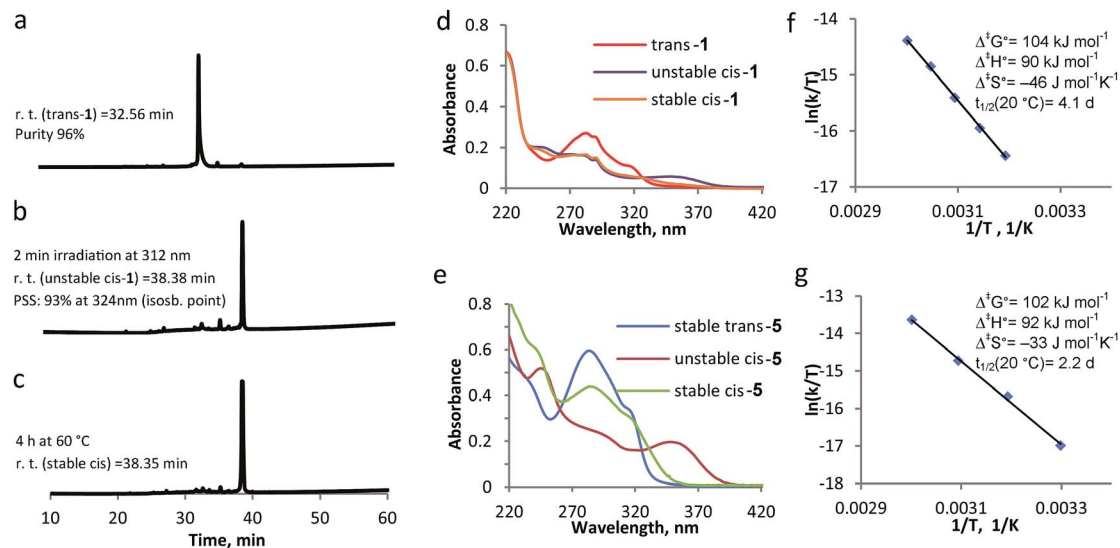 a
r. t. (trans-1) =32.56 min
Purity 96%
b
2 min irradiation at 312 nm
r. t. (unstable cis-1) =38.38 min
PSS: 93% at 324nm (isosb. point)
c
4 h at 60 °C
r. t. (stable cis) =38.35 min
10 20 30 40 50 60
Time, min
d
0.8
0.6
0.4
0.2
0
Absorbance
trans-1
unstable cis-1
stable cis-1
220 270 320 370 420
Wavelength, nm
e
0.8
0.6
0.4
0.2
0
Absorbance
stable trans-5
unstable cis-5
stable cis-5
220 270 320 370 420
Wavelength, nm
f
-14
-15
-16
-17
ln(k/T)
Δ‡G°= 104 kJ mol⁻¹
Δ‡H°= 90 kJ mol⁻¹
Δ‡S°= –46 J mol⁻¹K⁻¹
t1/2(20 °C)= 4.1 d
0.0029 0.0031 0.0033
1/T , 1/K
g
-13
-14
-15
-16
-17
-18
ln(k/T)
Δ‡G°= 102 kJ mol⁻¹
Δ‡H°= 92 kJ mol⁻¹
Δ‡S°= –33 J mol⁻¹K⁻¹
t1/2(20 °C)= 2.2 d
0.0029 0.0031 0.0033
1/T, 1/K